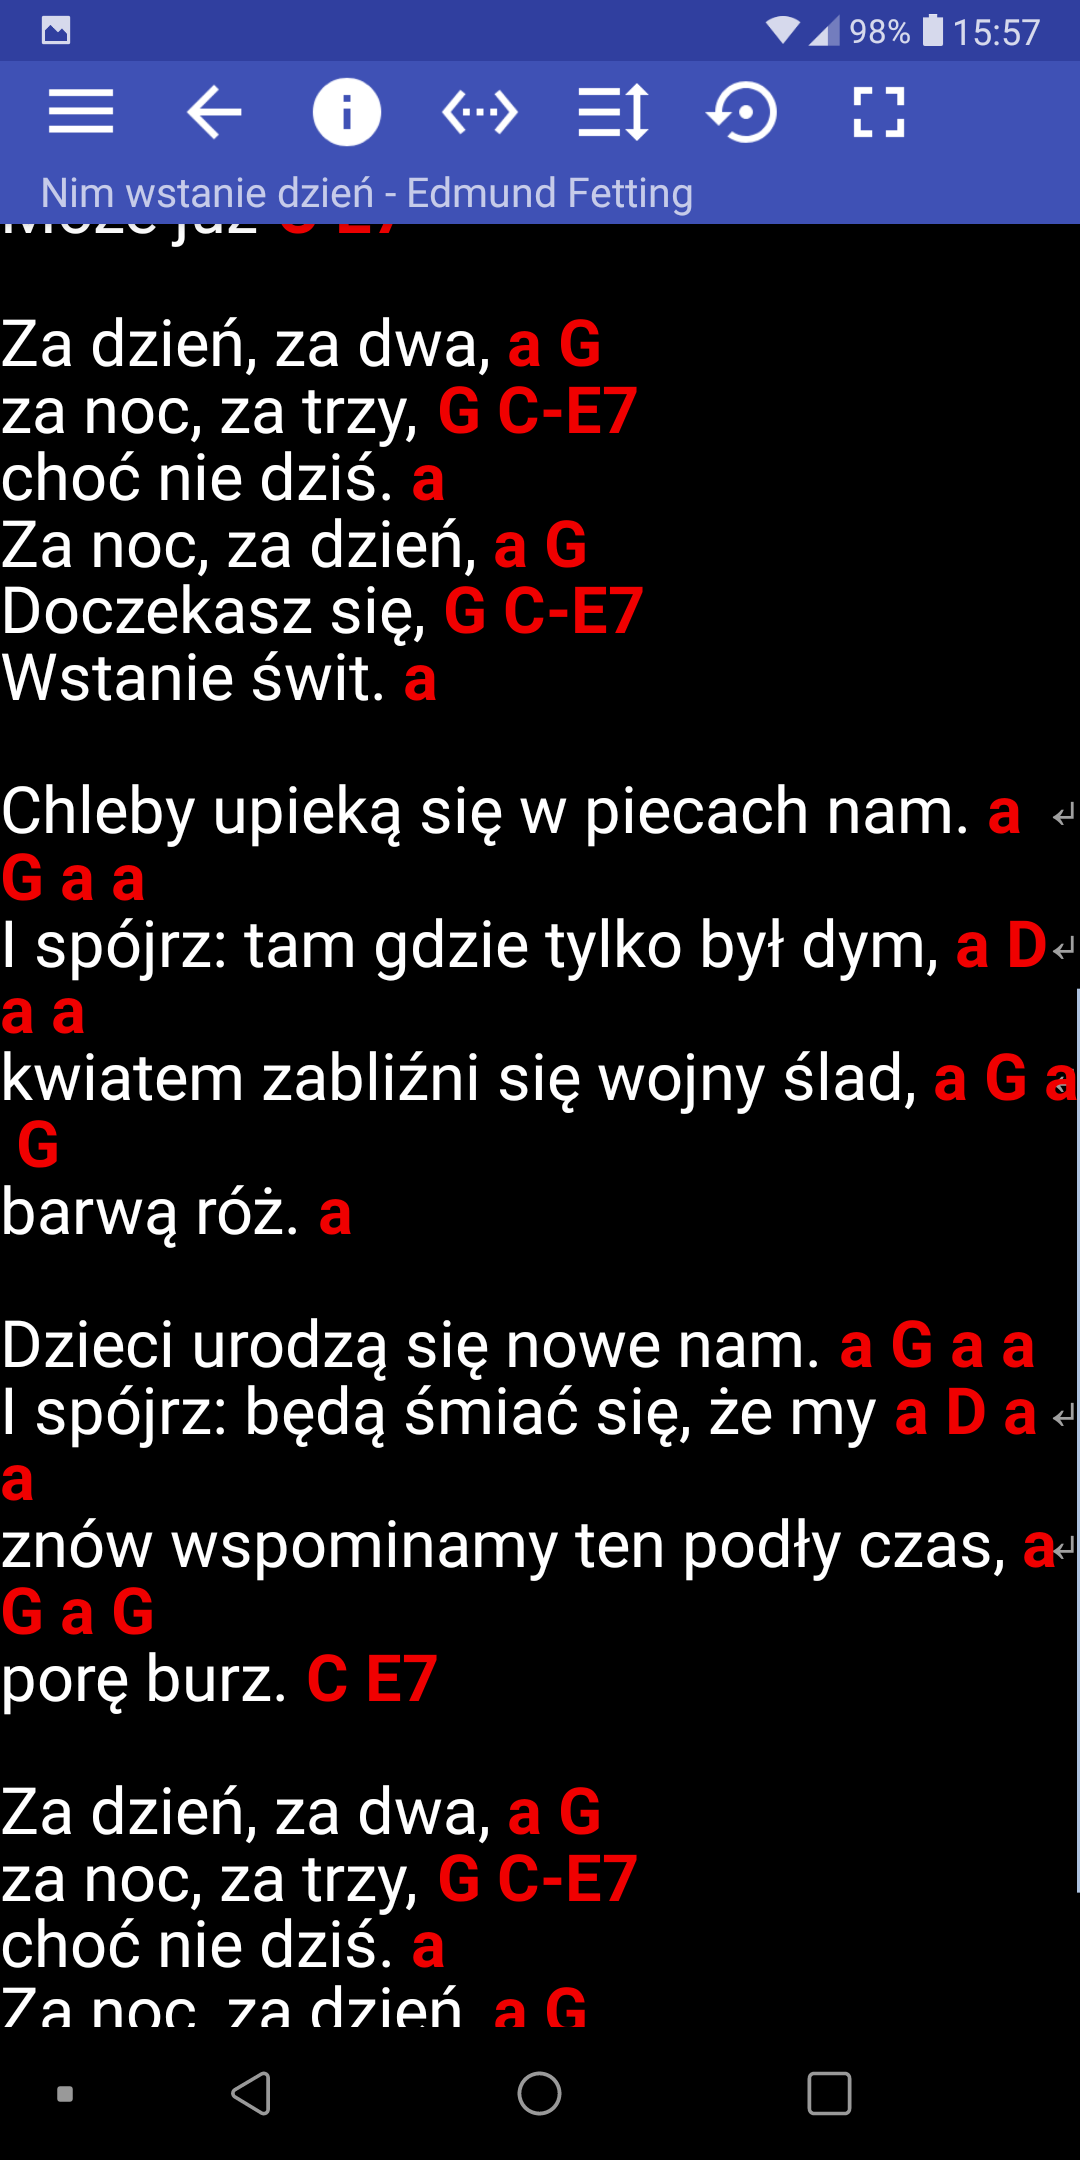 98% 15:57
Nim wstanie dzień - Edmund Fetting
Może już C E7
Za dzień, za dwa, a G
za noc, za trzy, G C-E7
choć nie dziś. a
Za noc, za dzień, a G
Doczekasz się, G C-E7
Wstanie świt. a
Chleby upieką się w piecach nam. a
G a a
I spójrz: tam gdzie tylko był dym, a D
a a
kwiatem zabliźni się wojny ślad, a G a
G
barwą róż. a
Dzieci urodzą się nowe nam. a G a a
I spójrz: będą śmiać się, że my a D a
a
znów wspominamy ten podły czas, a
G a G
porę burz. C E7
Za dzień, za dwa, a G
za noc, za trzy, G C-E7
choć nie dziś. a
Za noc, za dzień, a G